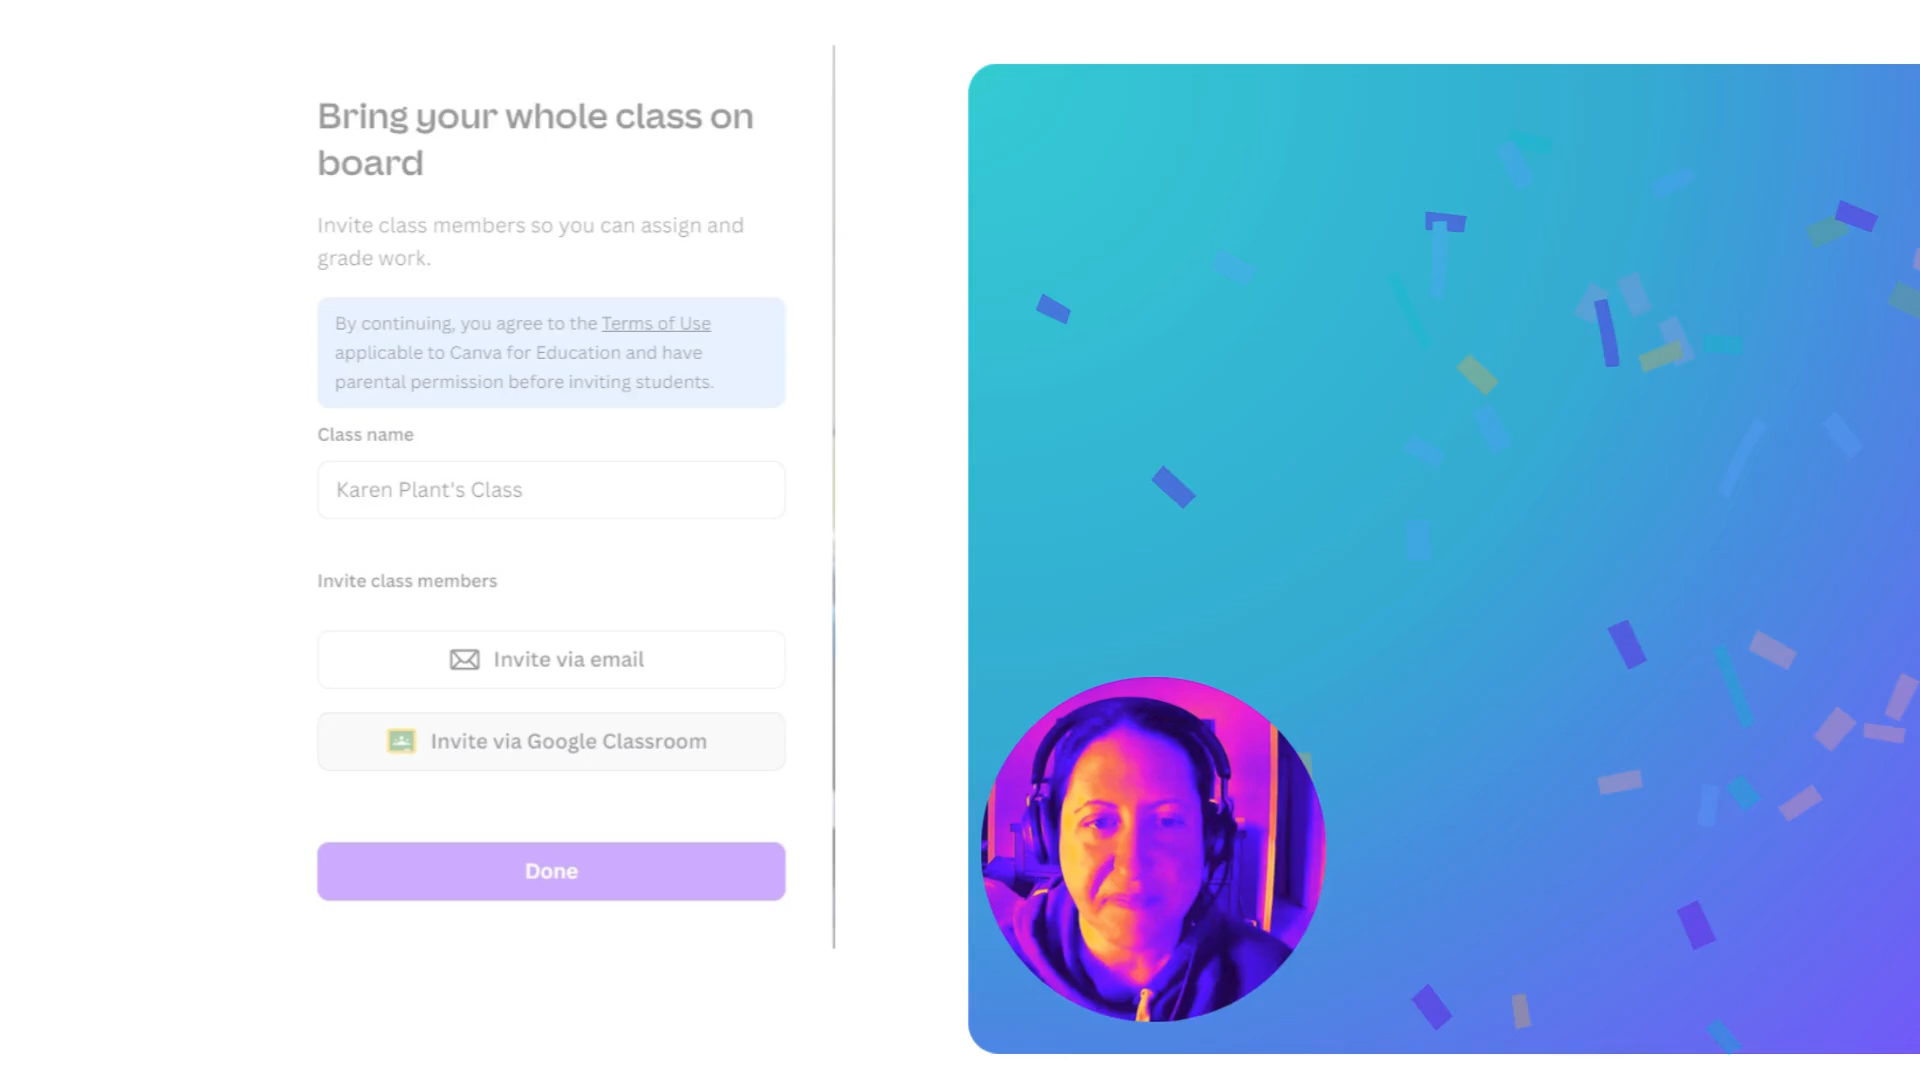 Bring your whole class on
board
Invite class members so you can assign and
grade work.
By continuing, you agree to the Terms of Use
applicable to Canva for Education and have
parental permission before inviting students.
Class name
Karen Plant's Class
Invite class members
Invite via email
Invite via Google Classroom
Done